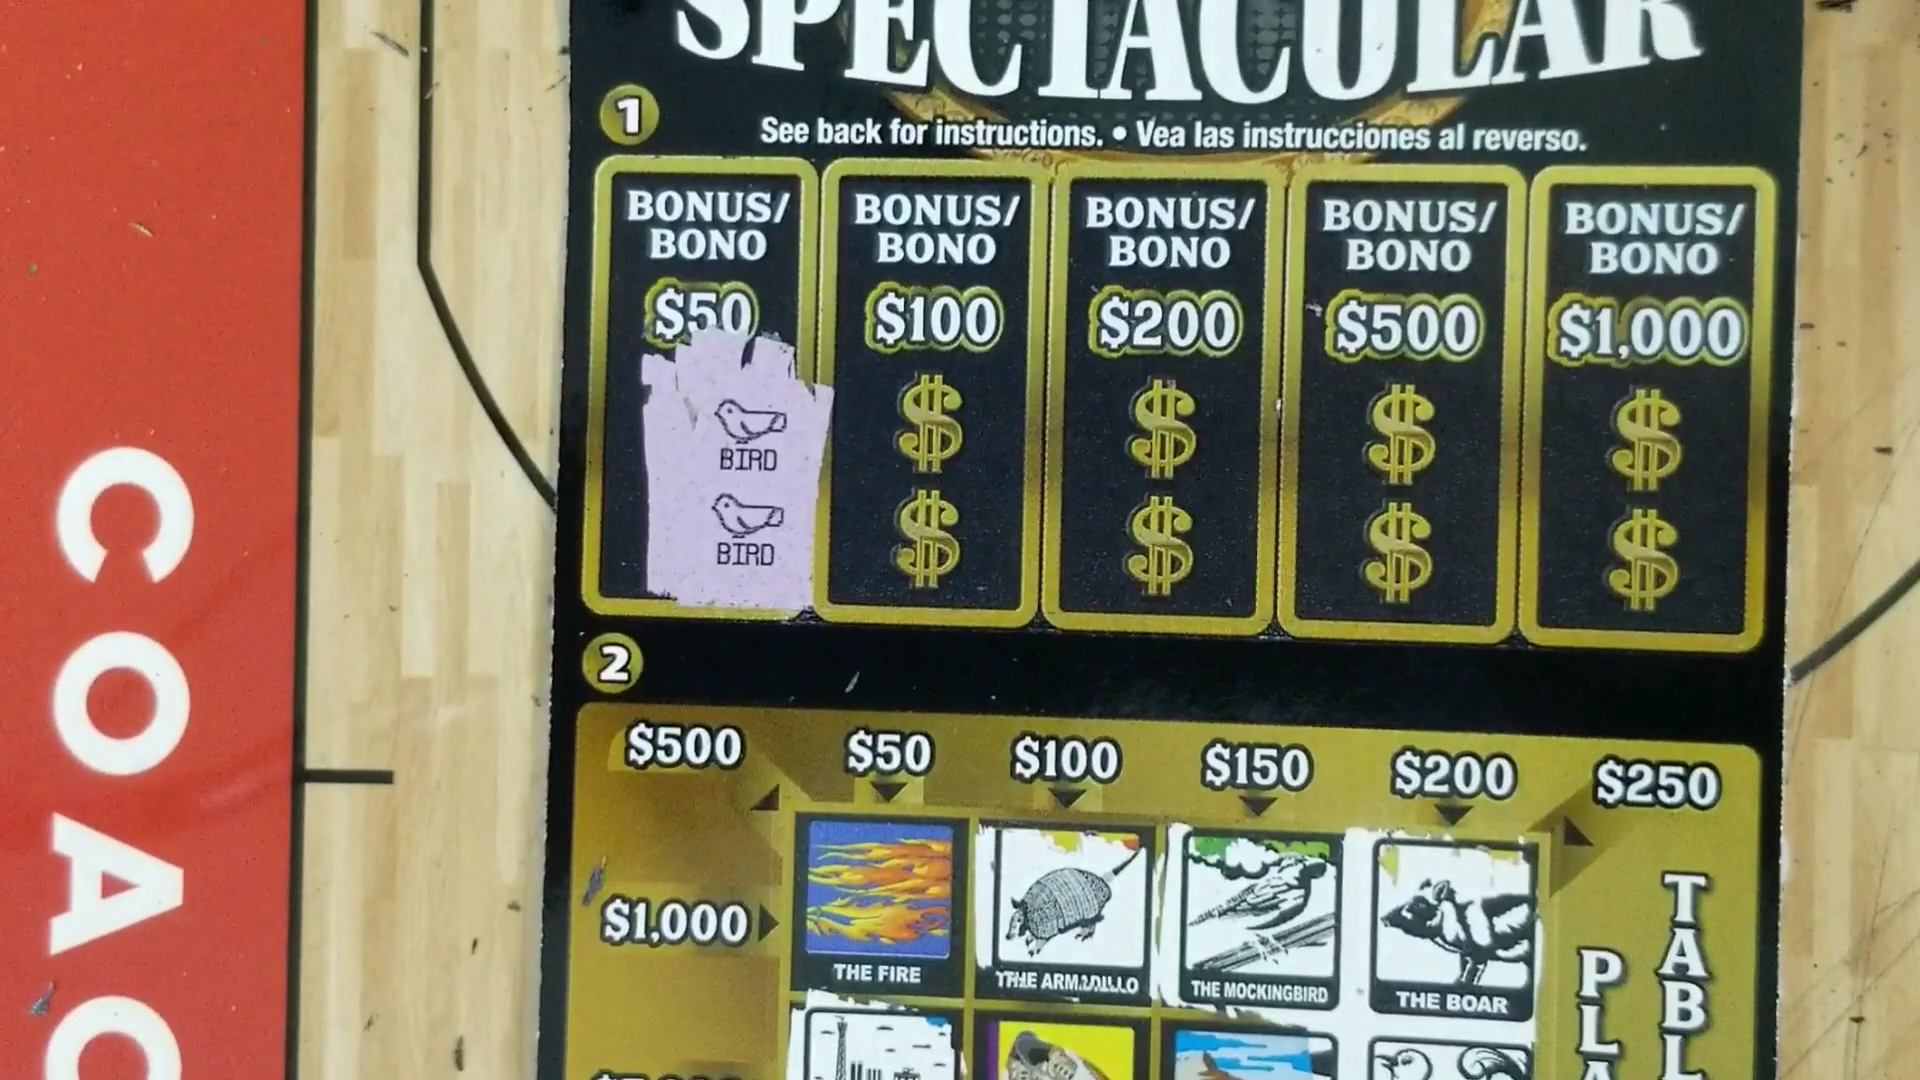 SPECTACULAR
1
See back for instructions. • Vea las instrucciones al reverso.
BONUS/
BONO
$50
BIRD
BIRD
BONUS/
BONO
$100
$
$
BONUS/
BONO
$200
$
$
BONUS/
BONO
$500
$
$
BONUS/
BONO
$1,000
$
$
2
$500 $50 $100 $150 $200 $250
$1,000
THE FIRE
THE ARMADILLO
THE MOCKINGBIRD
THE BOAR
PL
TABL
COAC